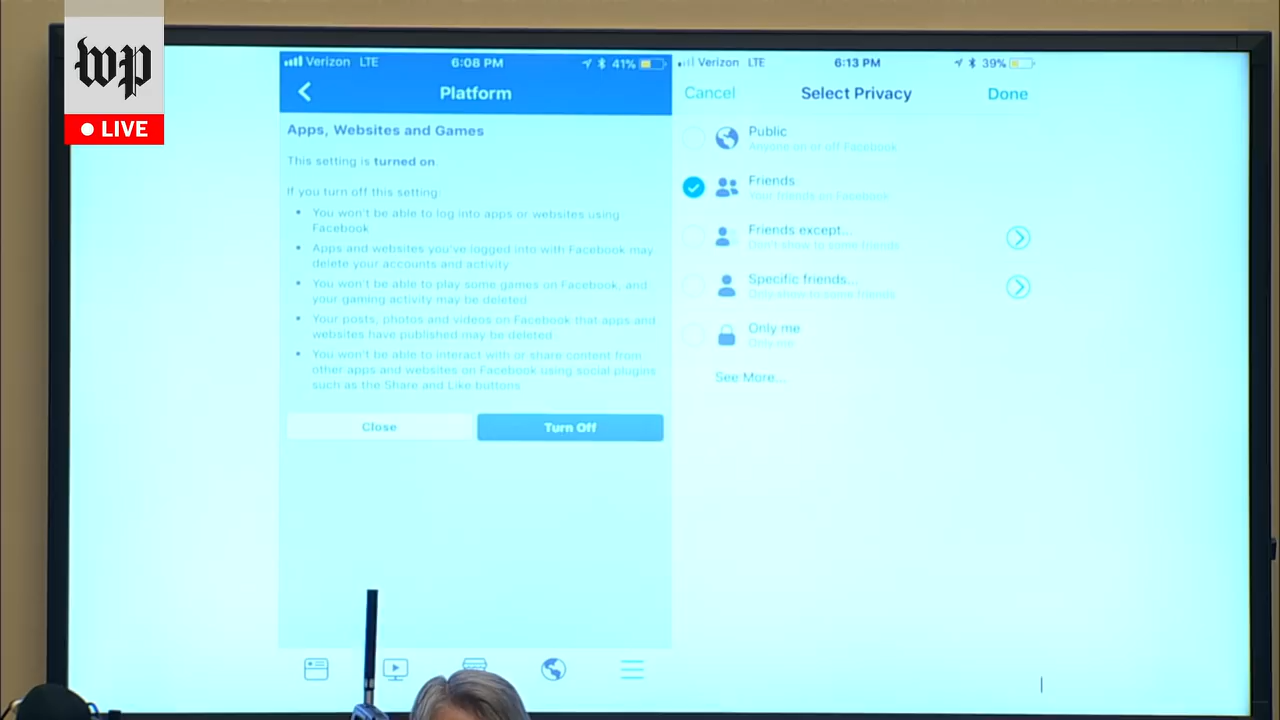 wp
LIVE
Verizon LTE
6:08 PM
41%
Platform
Apps, Websites and Games
This setting is turned on.
If you turn off this setting:
• You won't be able to log into apps or websites using
Facebook
• Apps and websites you've logged into with Facebook may
delete your accounts and activity
• You won't be able to play some games on Facebook, and
your gaming activity may be deleted
• Your posts, photos and videos on Facebook that apps and
websites have published may be deleted
• You won't be able to interact with or share content from
other apps and websites on Facebook using social plugins
such as the Share and Like buttons
Close
Turn Off
Verizon LTE
6:13 PM
39%
Cancel
Select Privacy
Done
Public
Anyone on or off Facebook
Friends
Your friends on Facebook
Friends except...
Don't show to some friends
Specific friends...
Only show to some friends
Only me
Only me
See More...